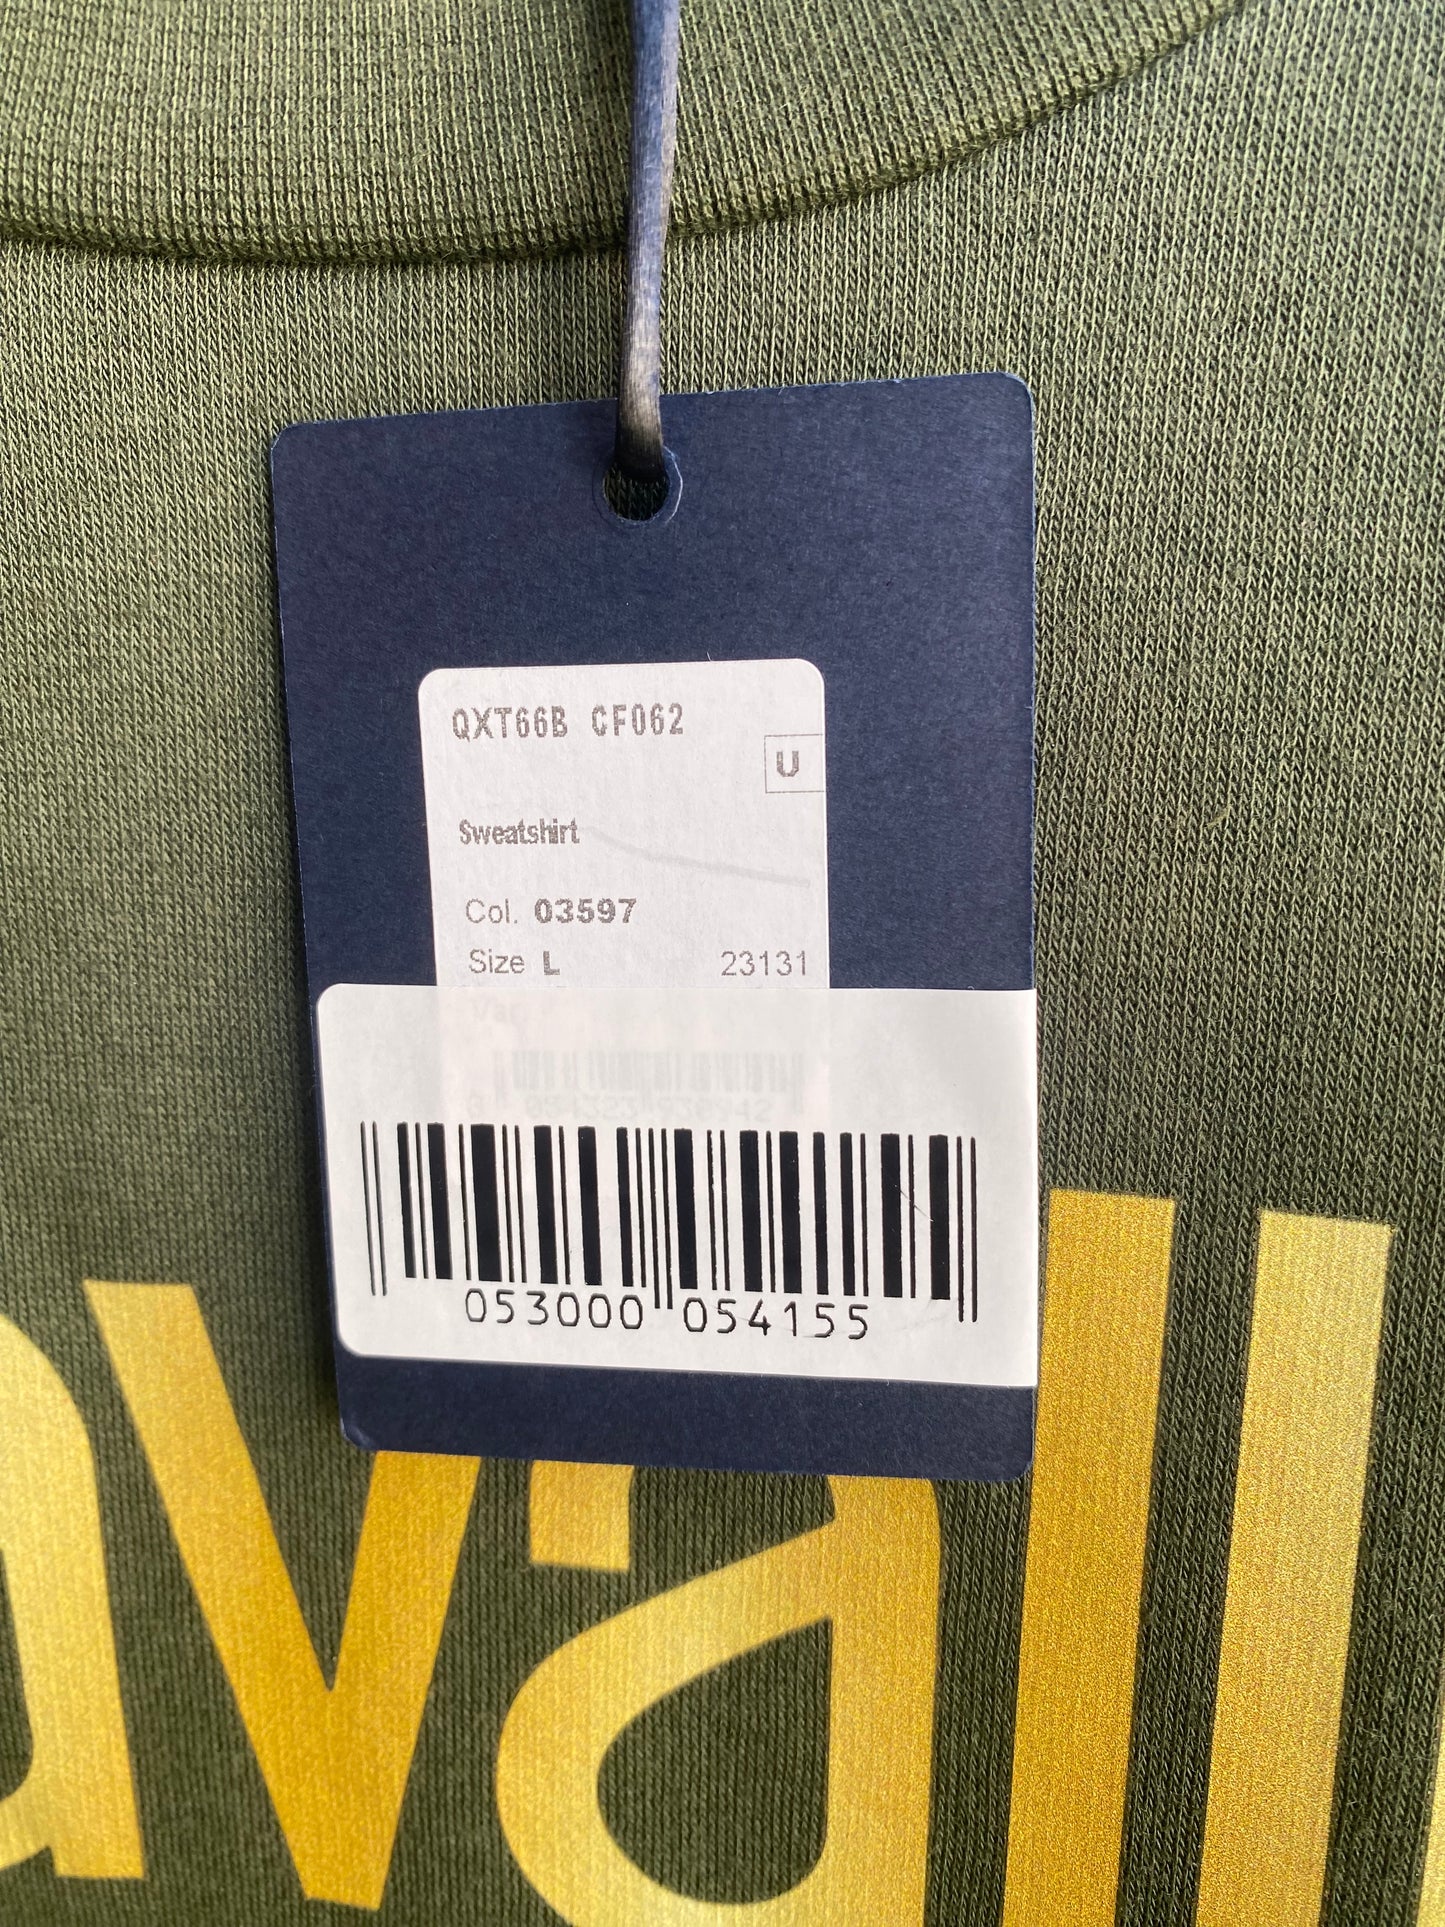 QXT66B CF062
U
Sweatshirt
Col. 03597
Size L 23131
053000 054155
avall